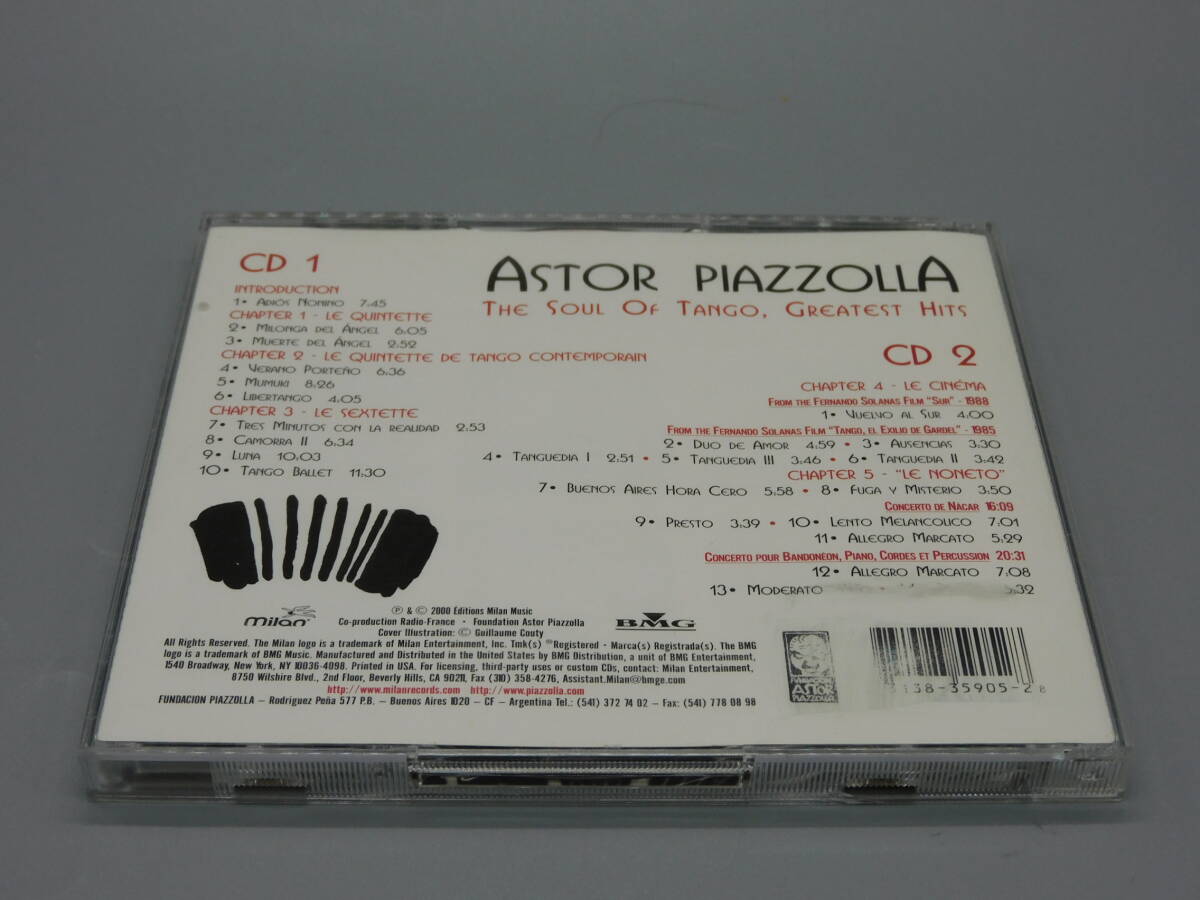 CD 1
INTRODUCTION
1• ADIÓS NONINO 7:45
CHAPTER 1 - LE QUINTETTE
2• MILONGA DEL ÁNGEL 6:05
3• MUERTE DEL ÁNGEL 2:52
CHAPTER 2 - LE QUINTETTE DE TANGO CONTEMPORAIN
4• VERANO PORTEÑO 6:36
5• MUMUKI 8:26
6• LIBERTANGO 4:05
CHAPTER 3 - LE SEXTETTE
7• TRES MINUTOS CON LA REALIDAD 2:53
8• CAMORRA II 6:34
9• LUNA 10:03
10• TANGO BALLET 11:30
ASTOR PIAZZOLLA
THE SOUL OF TANGO, GREATEST HITS
CD 2
CHAPTER 4 - LE CINÉMA
FROM THE FERNANDO SOLANAS FILM "SUR" - 1988
1• VUELVO AL SUR 4:00
FROM THE FERNANDO SOLANAS FILM "TANGO, EL EXILIO DE GARDEL" - 1985
2• DUO DE AMOR 4:59 • 3• AUSENCIAS 3:30
4• TANGUEDIA I 2:51 • 5• TANGUEDIA III 3:46 • 6• TANGUEDIA II 3:42
CHAPTER 5 - "LE NONETO"
7• BUENOS AIRES HORA CERO 5:58 • 8• FUGA Y MISTERIO 3:50
CONCERTO DE NÁCAR 16:09
9• PRESTO 3:39 • 10• LENTO MELANCOLICO 7:01
11• ALLEGRO MARCATO 5:29
CONCERTO POUR BANDONÉON, PIANO, CORDES ET PERCUSSION 20:31
12• ALLEGRO MARCATO 7:08
13• MODERATO
milan
℗ & © 2000 Éditions Milan Music
Co-production Radio-France • Foundation Astor Piazzolla
Cover Illustration: © Guillaume Couty
BMG
All Rights Reserved. The Milan logo is a trademark of Milan Entertainment, Inc. Tmk(s) ®Registered - Marca(s) Registrada(s). The BMG
logo is a trademark of BMG Music. Manufactured and Distributed in the United States by BMG Distribution, a unit of BMG Entertainment,
1540 Broadway, New York, NY 10036-4098. Printed in USA. For licensing, third-party uses or custom CDs, contact: Milan Entertainment,
8750 Wilshire Blvd., 2nd Floor, Beverly Hills, CA 90211, Fax (310) 358-4276, Assistant.Milan@bmge.com
http://www.milanrecords.com http://www.piazzolla.com
FUNDACION PIAZZOLLA – Rodriguez Peña 577 P.B. – Buenos Aires 1020 – CF – Argentina Tel.: (541) 372 74 02 – Fax: (541) 778 08 98
FUNDACION
ASTOR
PIAZZOLLA
3138-35905-2 8